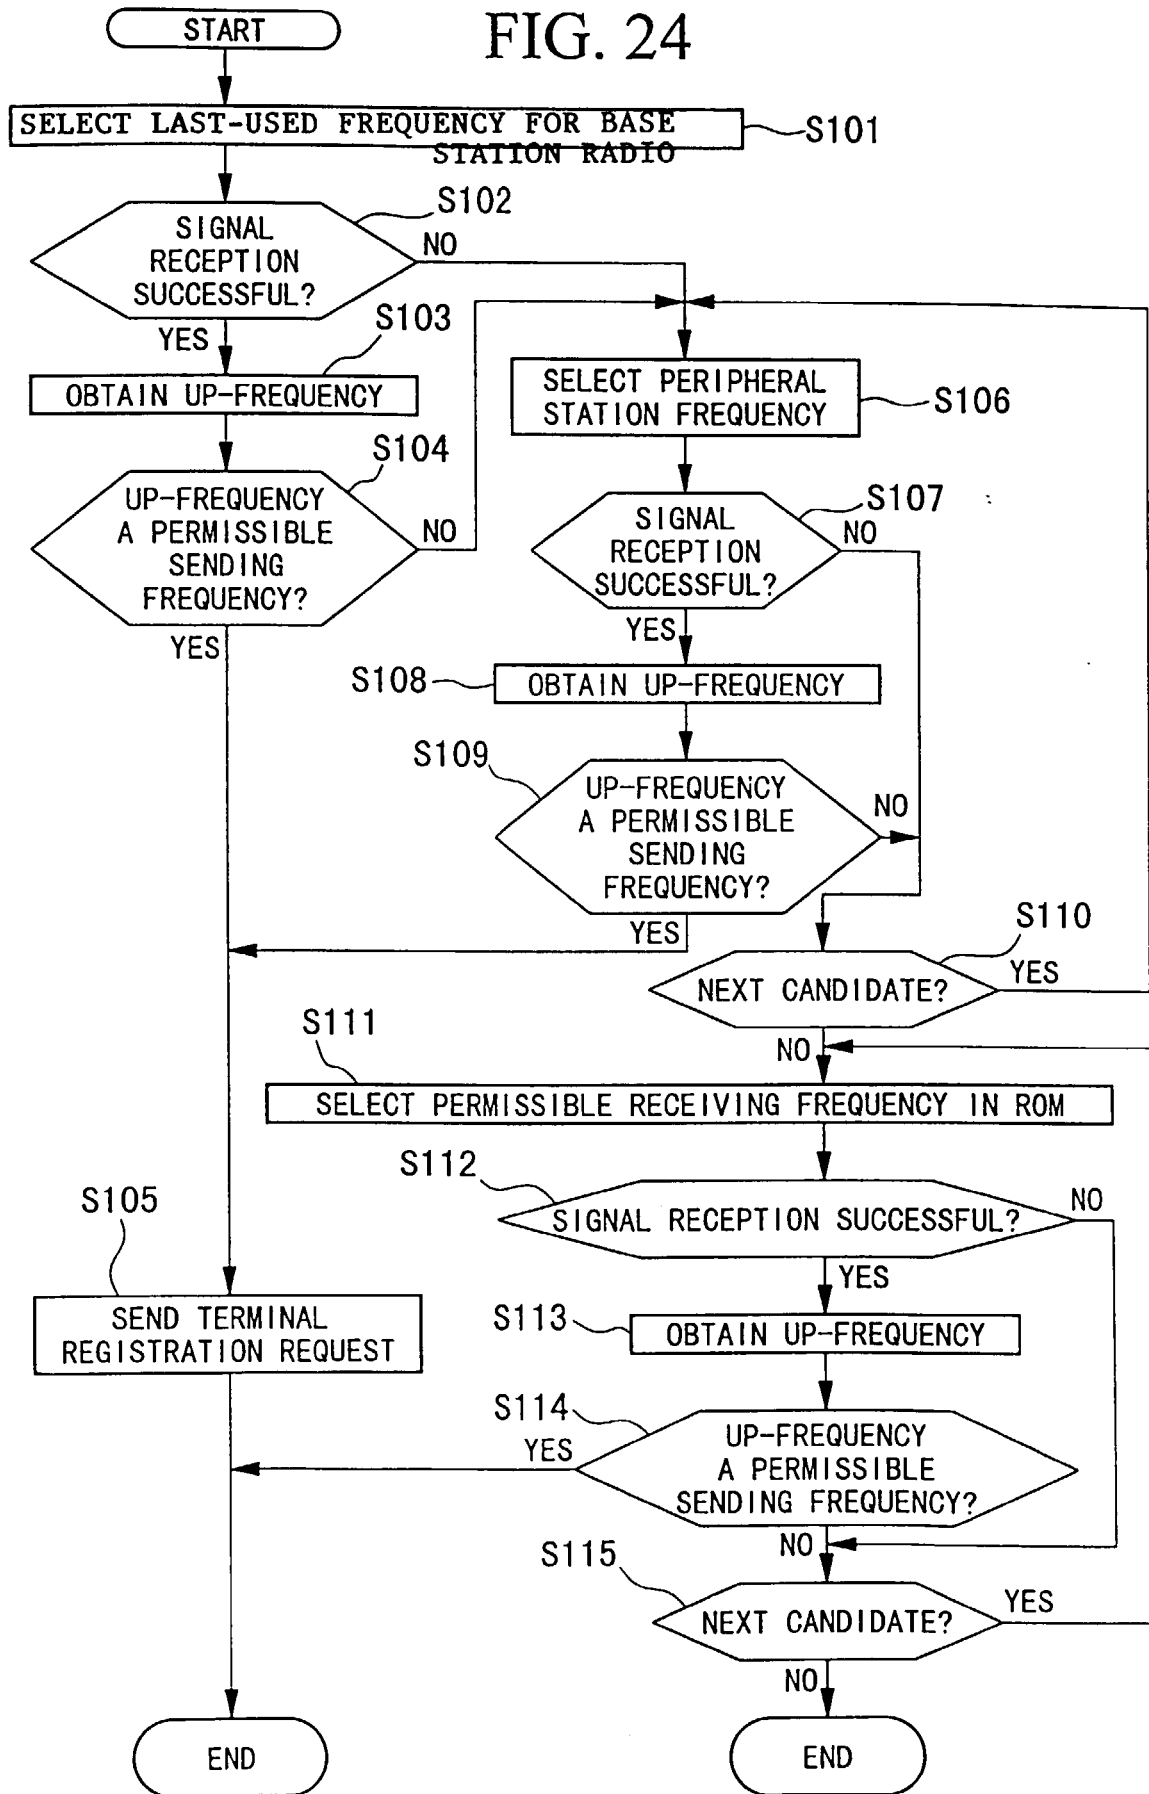 FIG. 24
START
SELECT LAST-USED FREQUENCY FOR BASE
STATION RADIO
S101
S102
SIGNAL
RECEPTION
SUCCESSFUL?
NO
YES
S103
OBTAIN UP-FREQUENCY
S104
UP-FREQUENCY
A PERMISSIBLE
SENDING
FREQUENCY?
NO
YES
SELECT PERIPHERAL
STATION FREQUENCY
S106
S107
SIGNAL
RECEPTION
SUCCESSFUL?
NO
YES
S108
OBTAIN UP-FREQUENCY
S109
UP-FREQUENCY
A PERMISSIBLE
SENDING
FREQUENCY?
NO
YES
S110
NEXT CANDIDATE?
YES
NO
S111
SELECT PERMISSIBLE RECEIVING FREQUENCY IN ROM
S112
SIGNAL RECEPTION SUCCESSFUL?
NO
YES
S105
SEND TERMINAL
REGISTRATION REQUEST
S113
OBTAIN UP-FREQUENCY
S114
UP-FREQUENCY
A PERMISSIBLE
SENDING FREQUENCY?
YES
NO
S115
NEXT CANDIDATE?
YES
NO
END
END